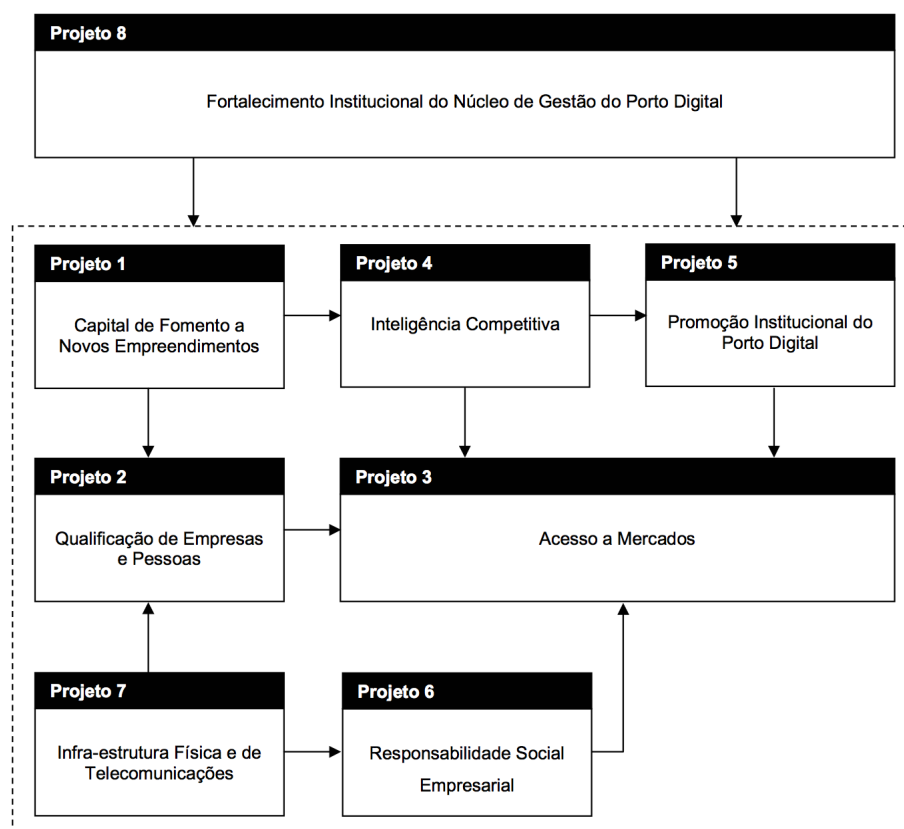 Projeto 8
Fortalecimento Institucional do Núcleo de Gestão do Porto Digital
Projeto 1
Capital de Fomento a
Novos Empreendimentos
Projeto 4
Inteligência Competitiva
Projeto 5
Promoção Institucional do
Porto Digital
Projeto 2
Qualificação de Empresas
e Pessoas
Projeto 3
Acesso a Mercados
Projeto 7
Infra-estrutura Física e de
Telecomunicações
Projeto 6
Responsabilidade Social
Empresarial